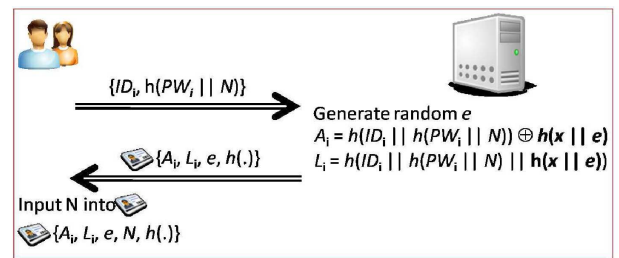 {IDi, h(PWi || N)}
Generate random e
Ai = h(IDi || h(PWi || N)) ⊕ h(x || e)
Li = h(IDi || h(PWi || N) || h(x || e))
{Ai, Li, e, h(.)}
Input N into
{Ai, Li, e, N, h(.)}